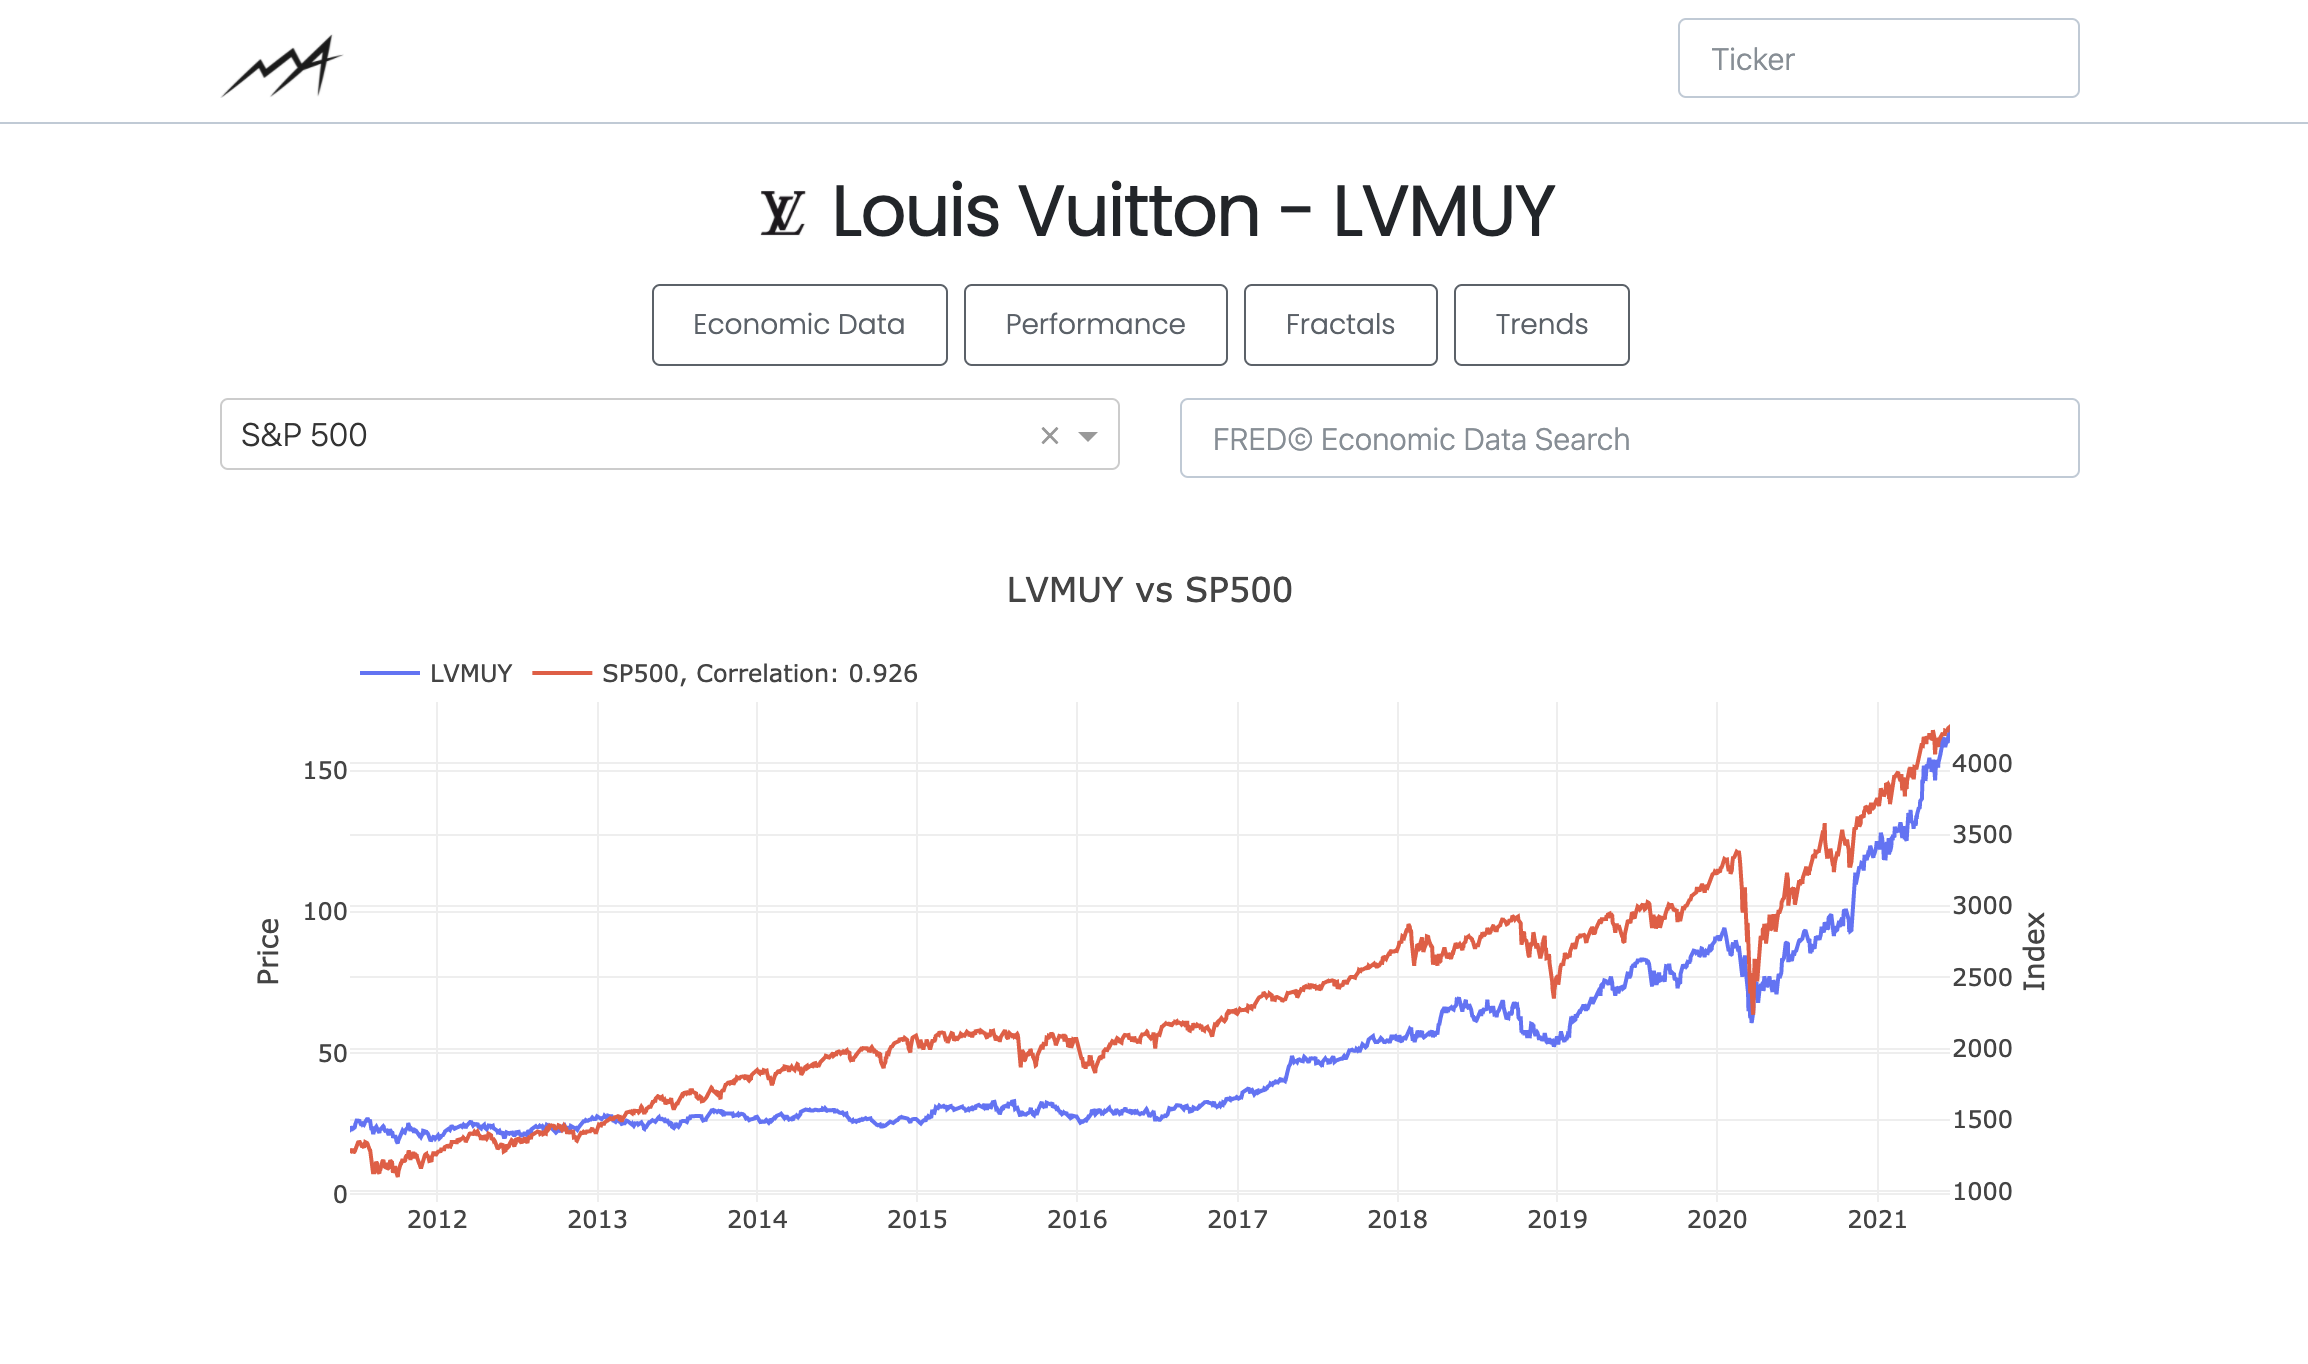 Ticker
Louis Vuitton - LVMUY
Economic Data
Performance
Fractals
Trends
S&P 500
×
FRED© Economic Data Search
LVMUY vs SP500
LVMUY
SP500, Correlation: 0.926
150
100
50
0
Price
4000
3500
3000
2500
2000
1500
1000
Index
2012
2013
2014
2015
2016
2017
2018
2019
2020
2021